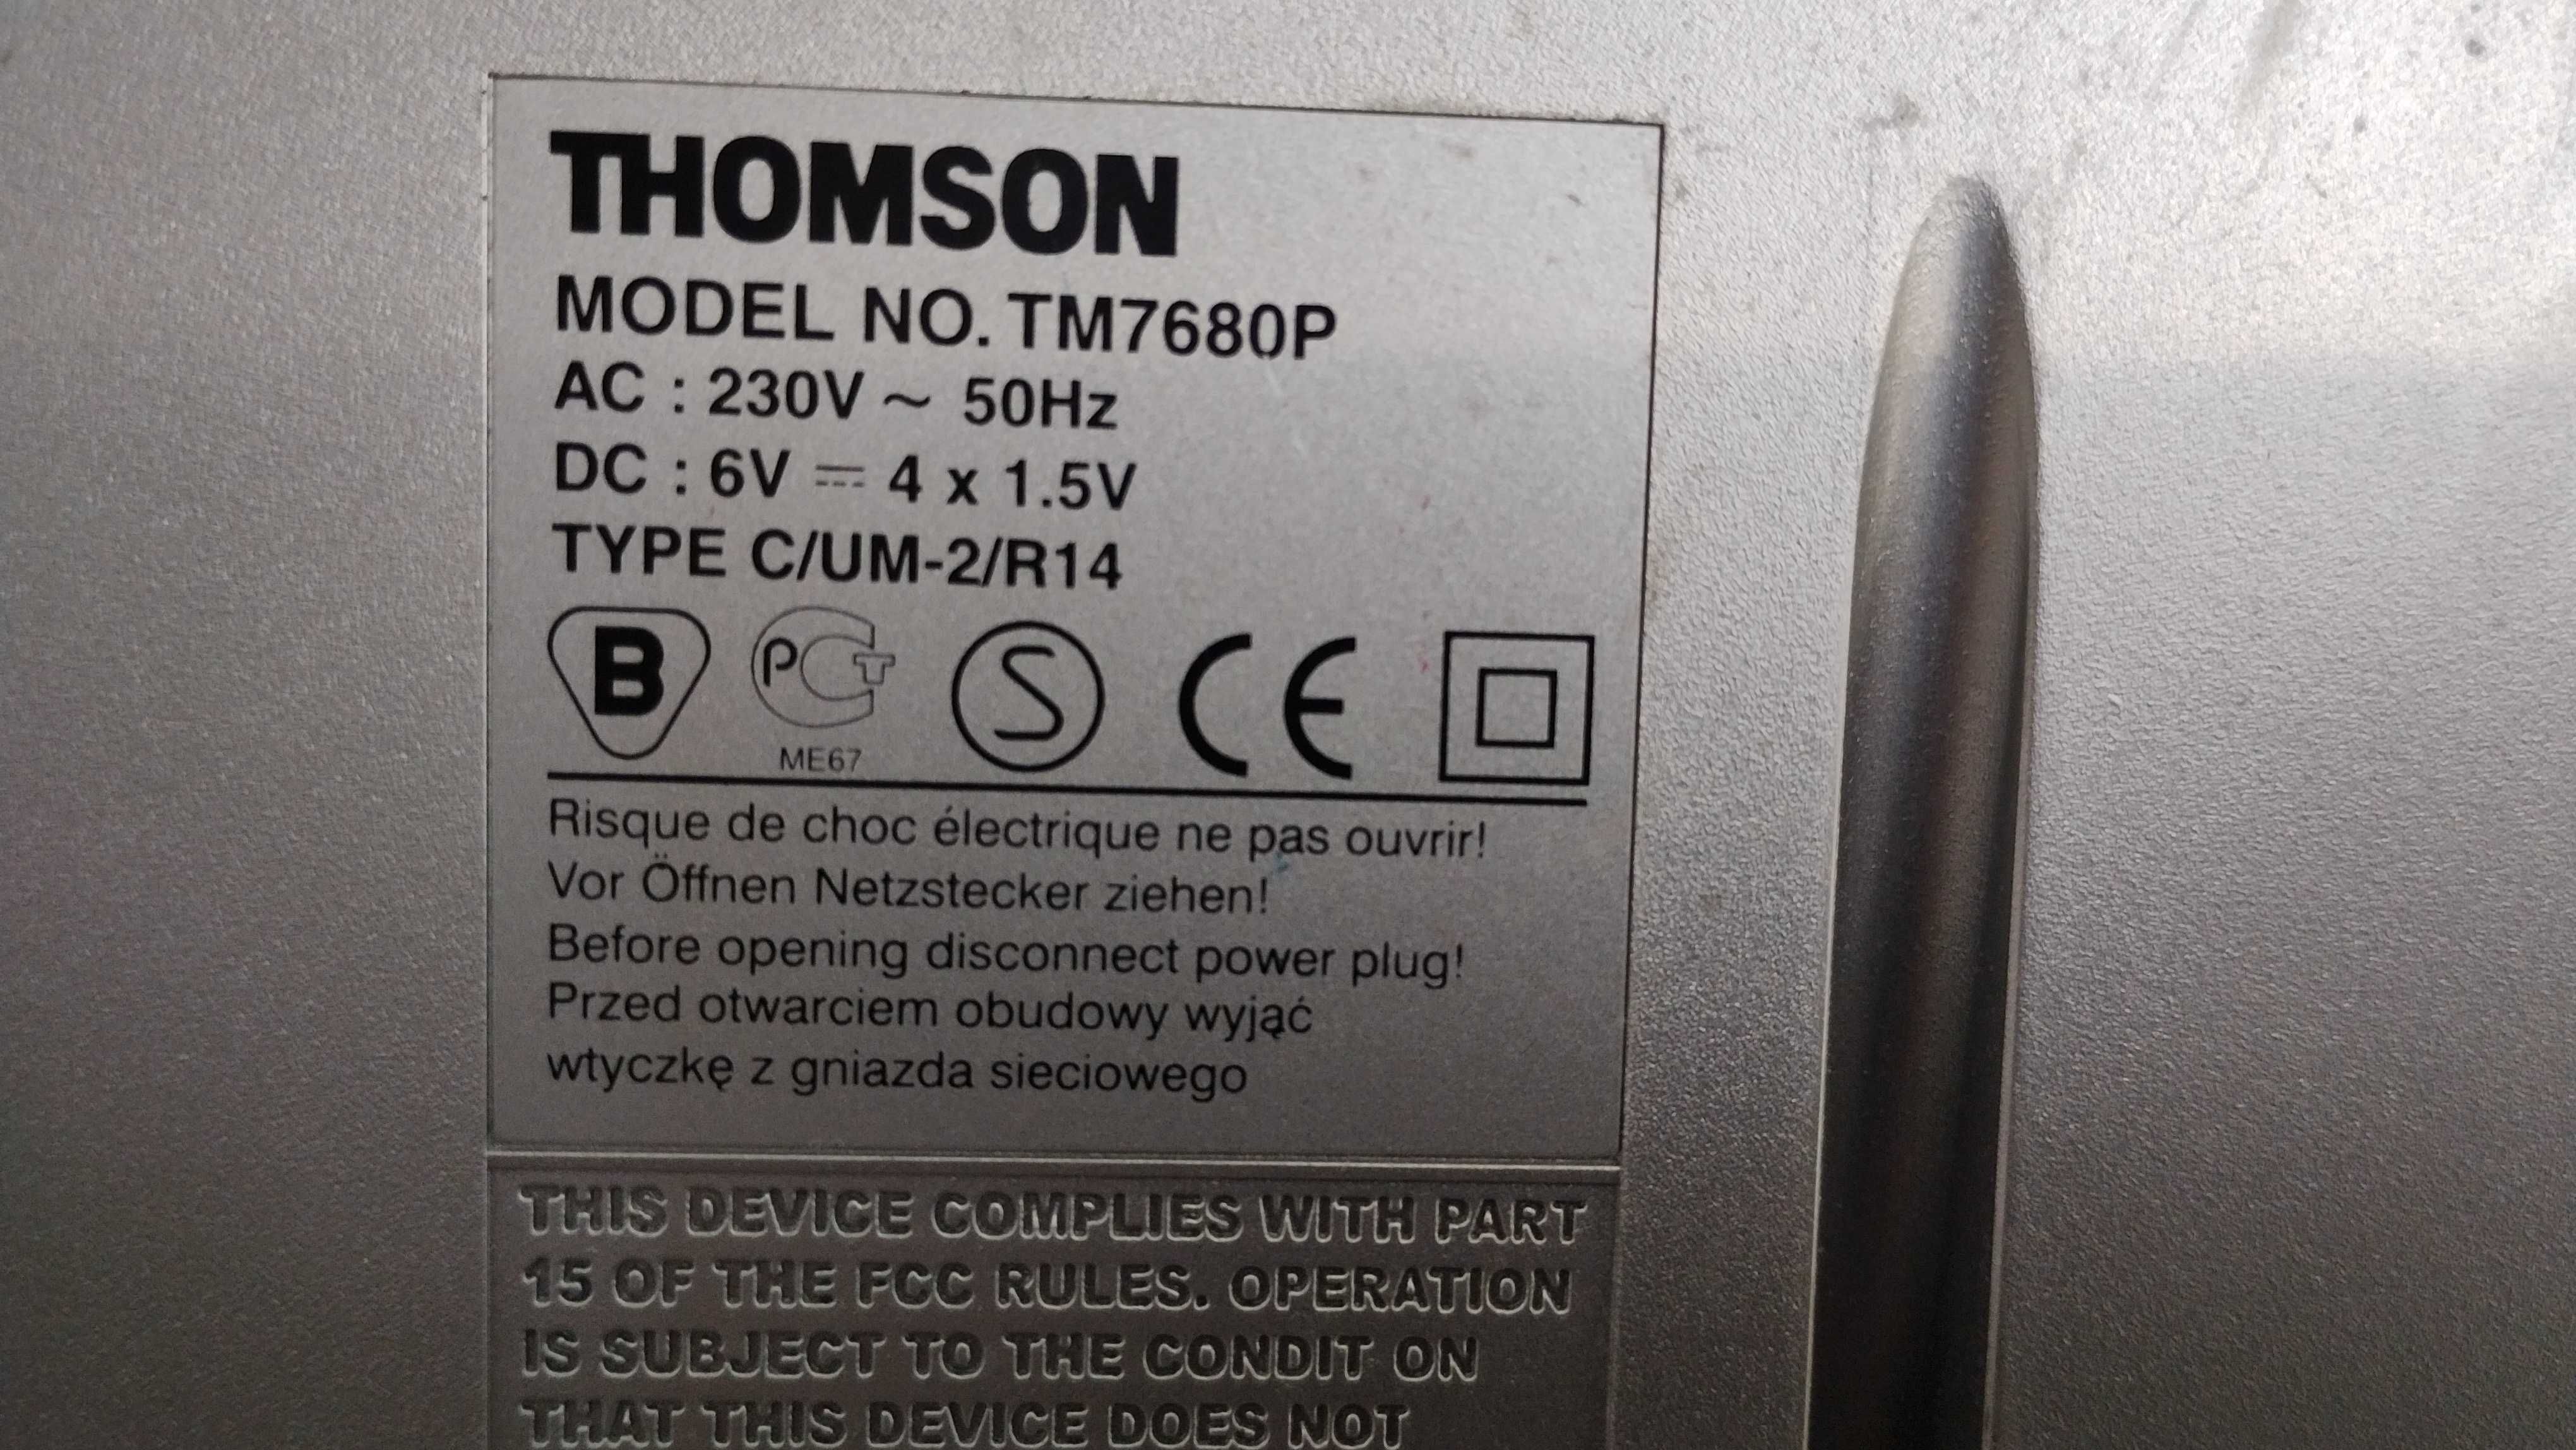 THOMSON
MODEL NO. TM7680P
AC : 230V ~ 50Hz
DC : 6V ⎓ 4 x 1.5V
TYPE C/UM-2/R14
B PCT S CE
ME67
Risque de choc électrique ne pas ouvrir!
Vor Öffnen Netzstecker ziehen!
Before opening disconnect power plug!
Przed otwarciem obudowy wyjąć
wtyczkę z gniazda sieciowego
THIS DEVICE COMPLIES WITH PART
15 OF THE FCC RULES. OPERATION
IS SUBJECT TO THE CONDIT ON
THAT THIS DEVICE DOES NOT